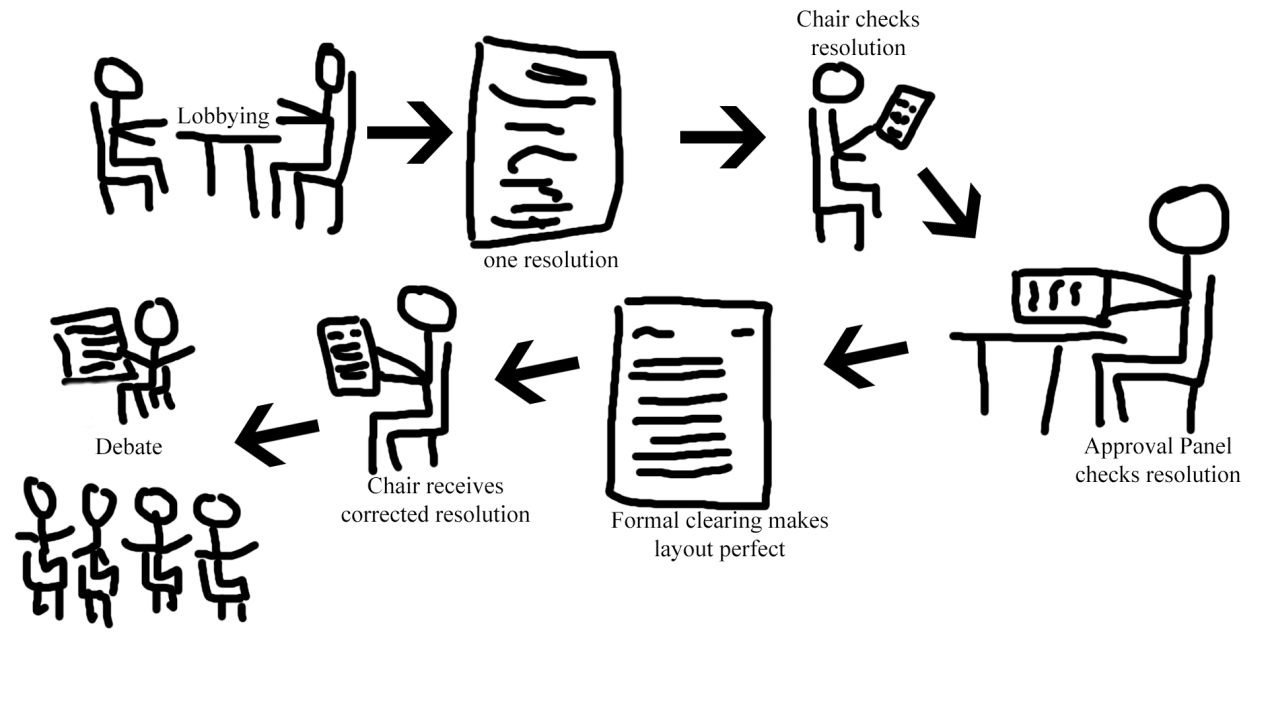 Lobbying
one resolution
Chair checks
resolution
Approval Panel
checks resolution
Formal clearing makes
layout perfect
Chair receives
corrected resolution
Debate